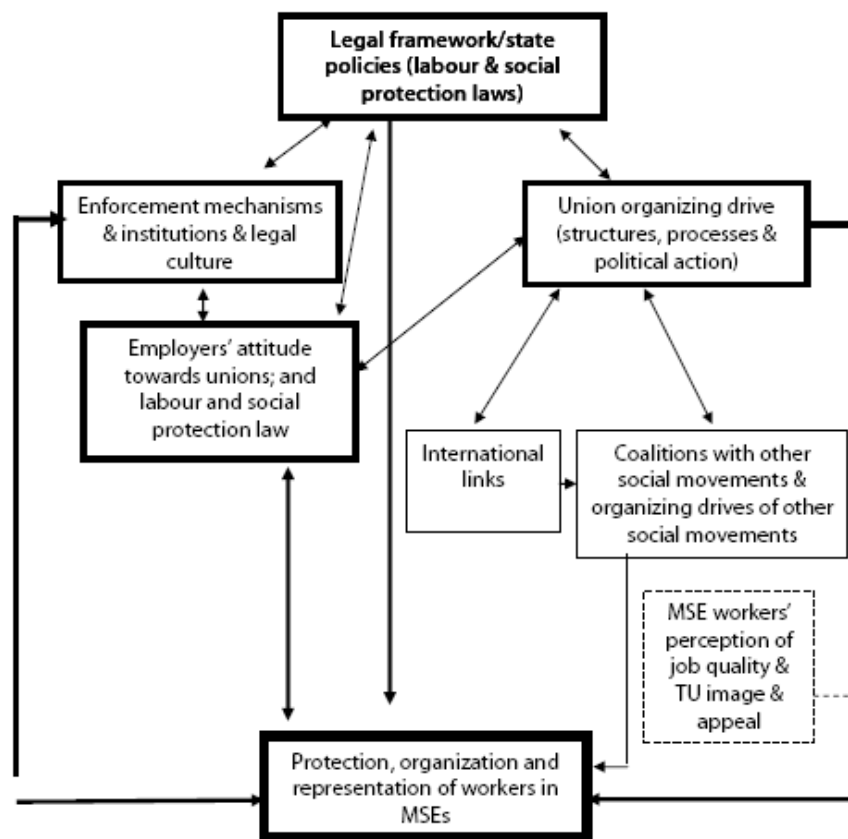 Legal framework/state
policies (labour & social
protection laws)
Enforcement mechanisms
& institutions & legal
culture
Union organizing drive
(structures, processes &
political action)
Employers’ attitude
towards unions; and
labour and social
protection law
International
links
Coalitions with other
social movements &
organizing drives of other
social movements
MSE workers’
perception of
job quality &
TU image &
appeal
Protection, organization and
representation of workers in
MSEs